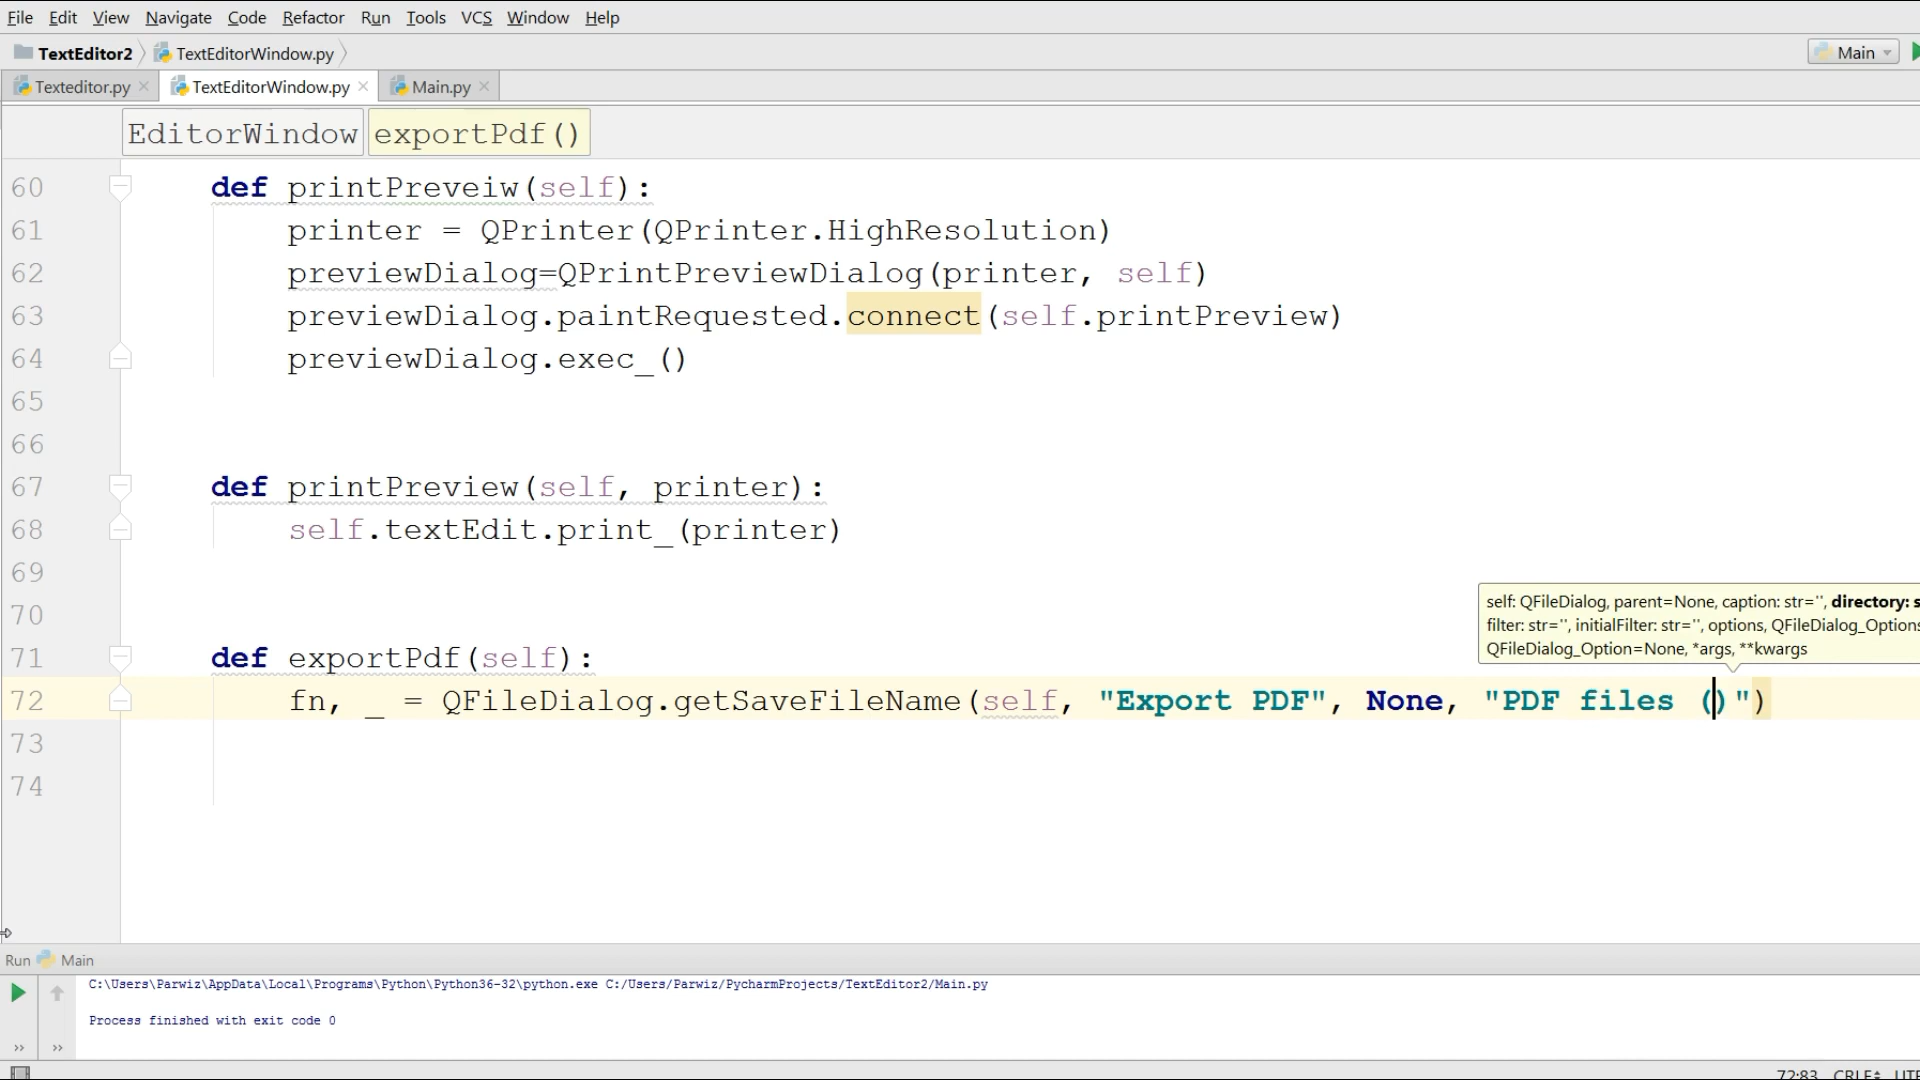 File Edit View Navigate Code Refactor Run Tools VCS Window Help
TextEditor2 TextEditorWindow.py Main
Texteditor.py TextEditorWindow.py Main.py
EditorWindow exportPdf()
60 def printPreveiw(self):
61 printer = QPrinter(QPrinter.HighResolution)
62 previewDialog=QPrintPreviewDialog(printer, self)
63 previewDialog.paintRequested.connect(self.printPreview)
64 previewDialog.exec_()
65
66
67 def printPreview(self, printer):
68 self.textEdit.print_(printer)
69
70
self: QFileDialog, parent=None, caption: str='', directory: s
filter: str='', initialFilter: str='', options, QFileDialog_Options
QFileDialog_Option=None, *args, **kwargs
71 def exportPdf(self):
72 fn, _ = QFileDialog.getSaveFileName(self, "Export PDF", None, "PDF files ()")
73
74
Run Main
C:\Users\Parwiz\AppData\Local\Programs\Python\Python36-32\python.exe C:/Users/Parwiz/PycharmProjects/TextEditor2/Main.py
Process finished with exit code 0
72:83 CRLF UTF